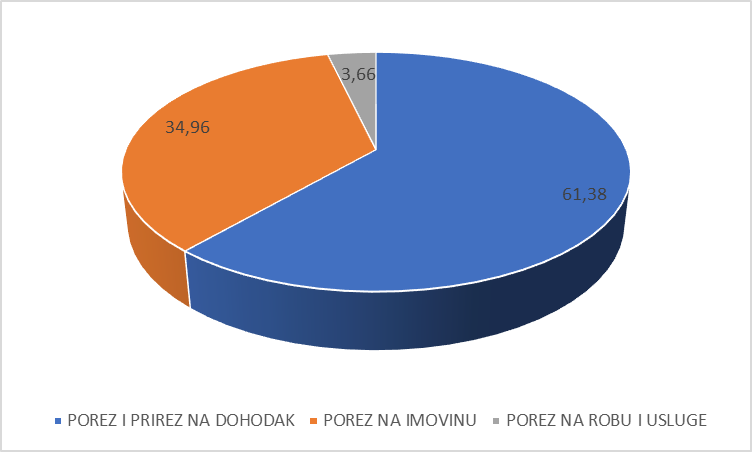 3,66
34,96
61,38
POREZ I PRIREZ NA DOHODAK POREZ NA IMOVINU POREZ NA ROBU I USLUGE